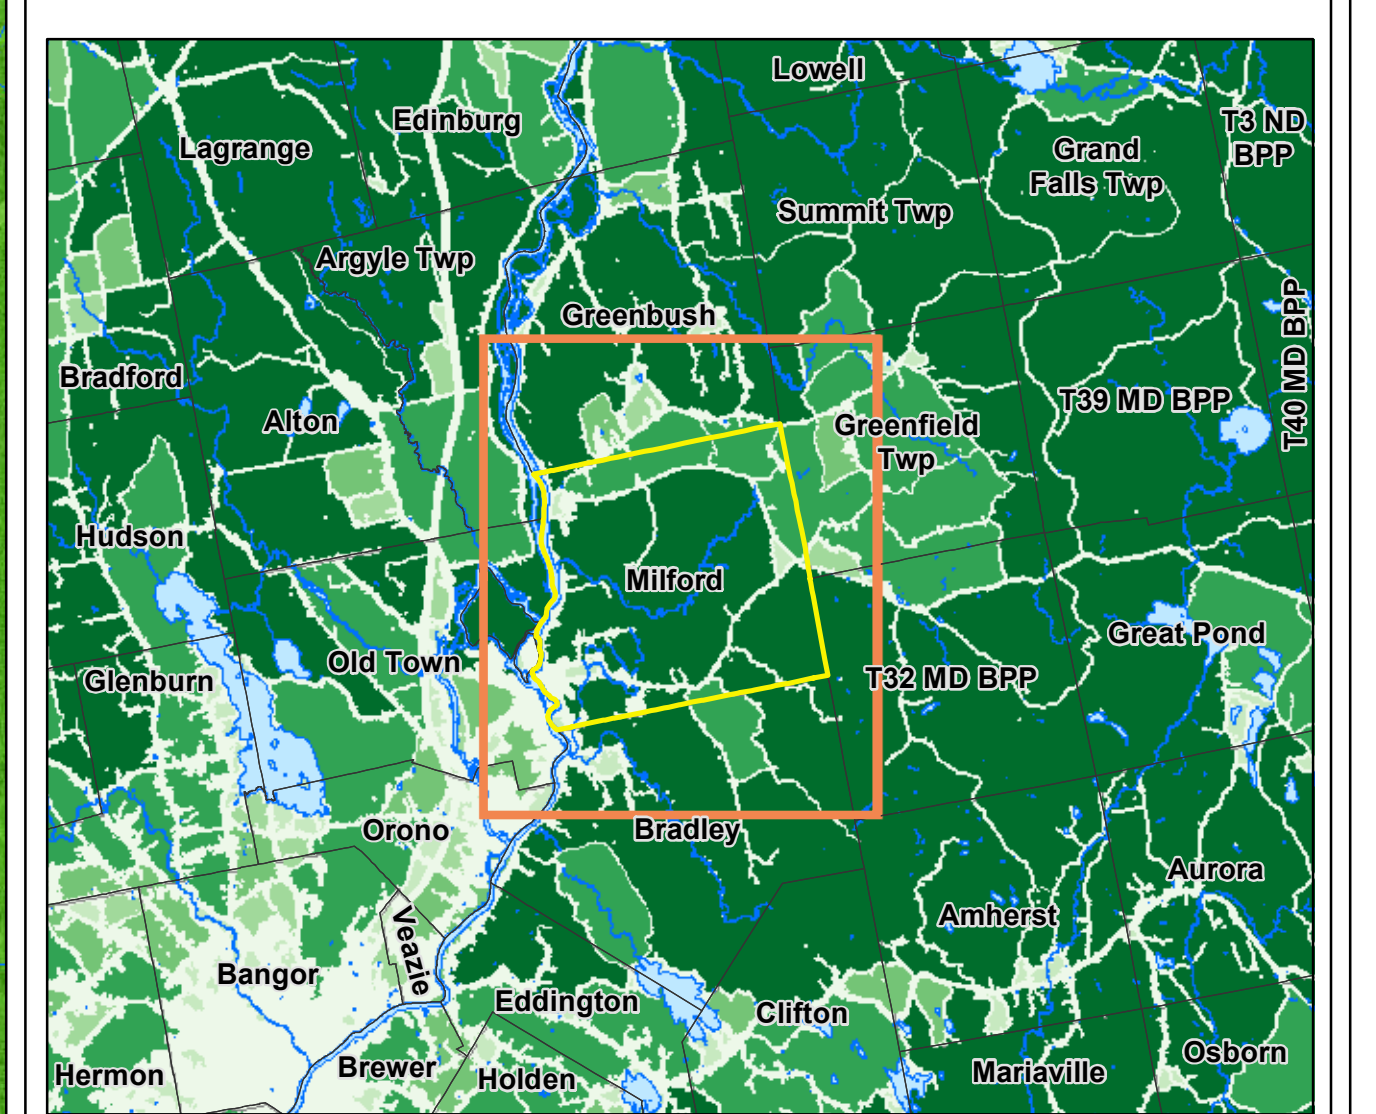 Lowell
Edinburg
T3 ND
BPP
Lagrange
Grand
Falls Twp
Summit Twp
Argyle Twp
Greenbush
T40 MD BPP
Bradford
T39 MD BPP
Alton
Greenfield
Twp
Hudson
Milford
Great Pond
Old Town
Glenburn
T32 MD BPP
Orono
Bradley
Aurora
Amherst
Veazie
Bangor
Eddington
Clifton
Osborn
Brewer
Mariaville
Hermon
Holden